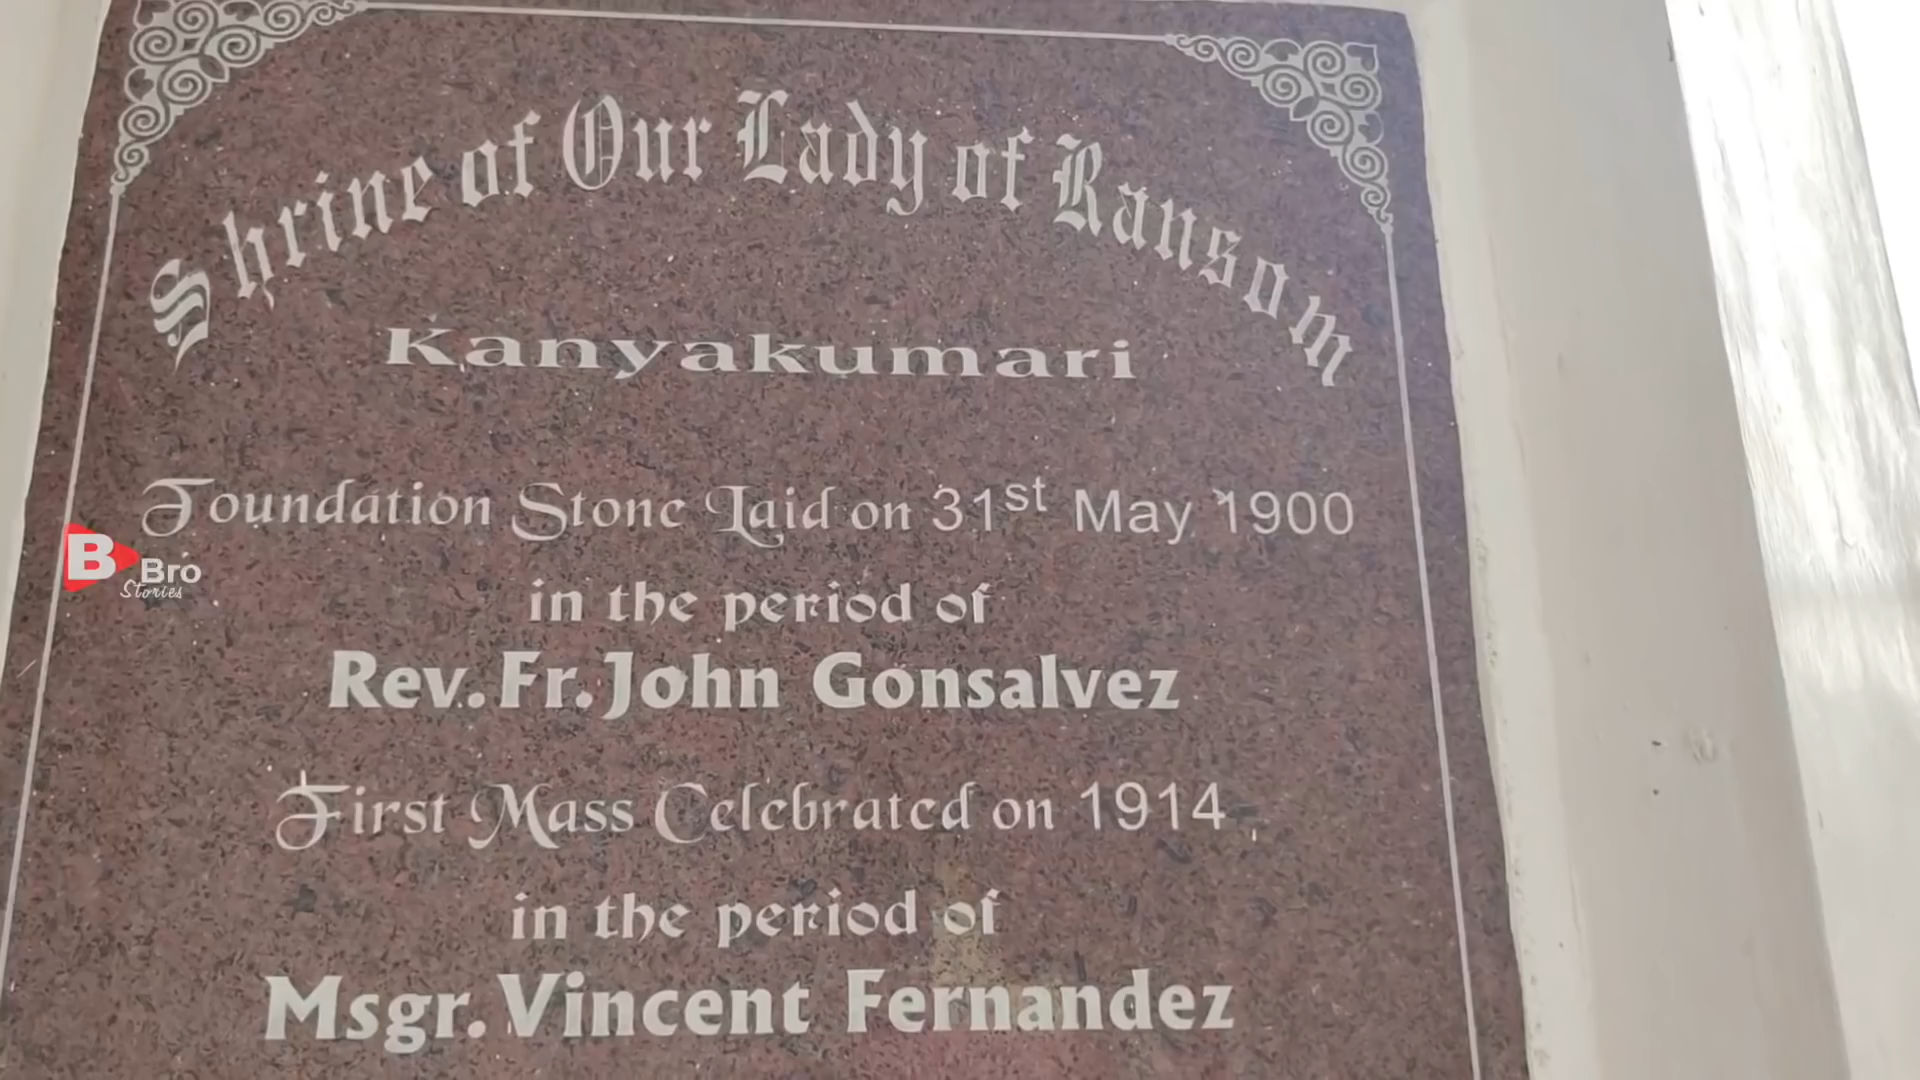 Shrine of Our Lady of Ransom
Kanyakumari
Foundation Stone Laid on 31st May 1900
in the period of
Rev. Fr. John Gonsalvez
First Mass Celebrated on 1914
in the period of
Msgr. Vincent Fernandez
B Bro
Stories